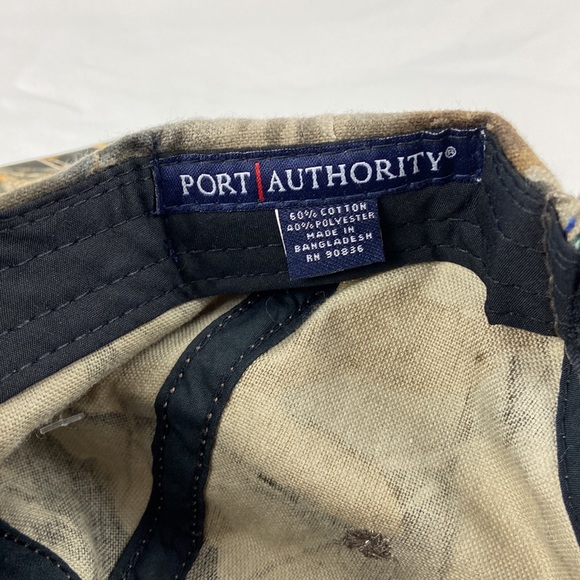 PORT AUTHORITY®
60% COTTON
40% POLYESTER
MADE IN
BANGLADESH
RN 90836